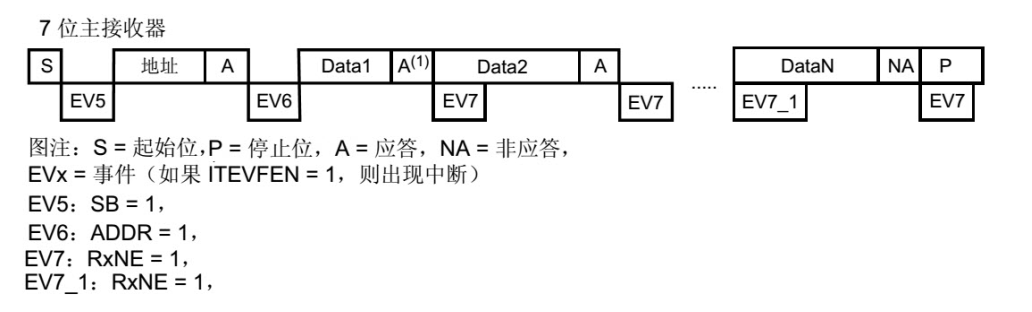 7 位主接收器
S 地址 A Data1 A(1) Data2 A ..... DataN NA P
EV5 EV6 EV7 EV7 EV7_1 EV7
图注：S = 起始位,P = 停止位，A = 应答，NA = 非应答，
EVx = 事件（如果 ITEVFEN = 1，则出现中断）
EV5：SB = 1，
EV6：ADDR = 1，
EV7：RxNE = 1，
EV7_1：RxNE = 1，